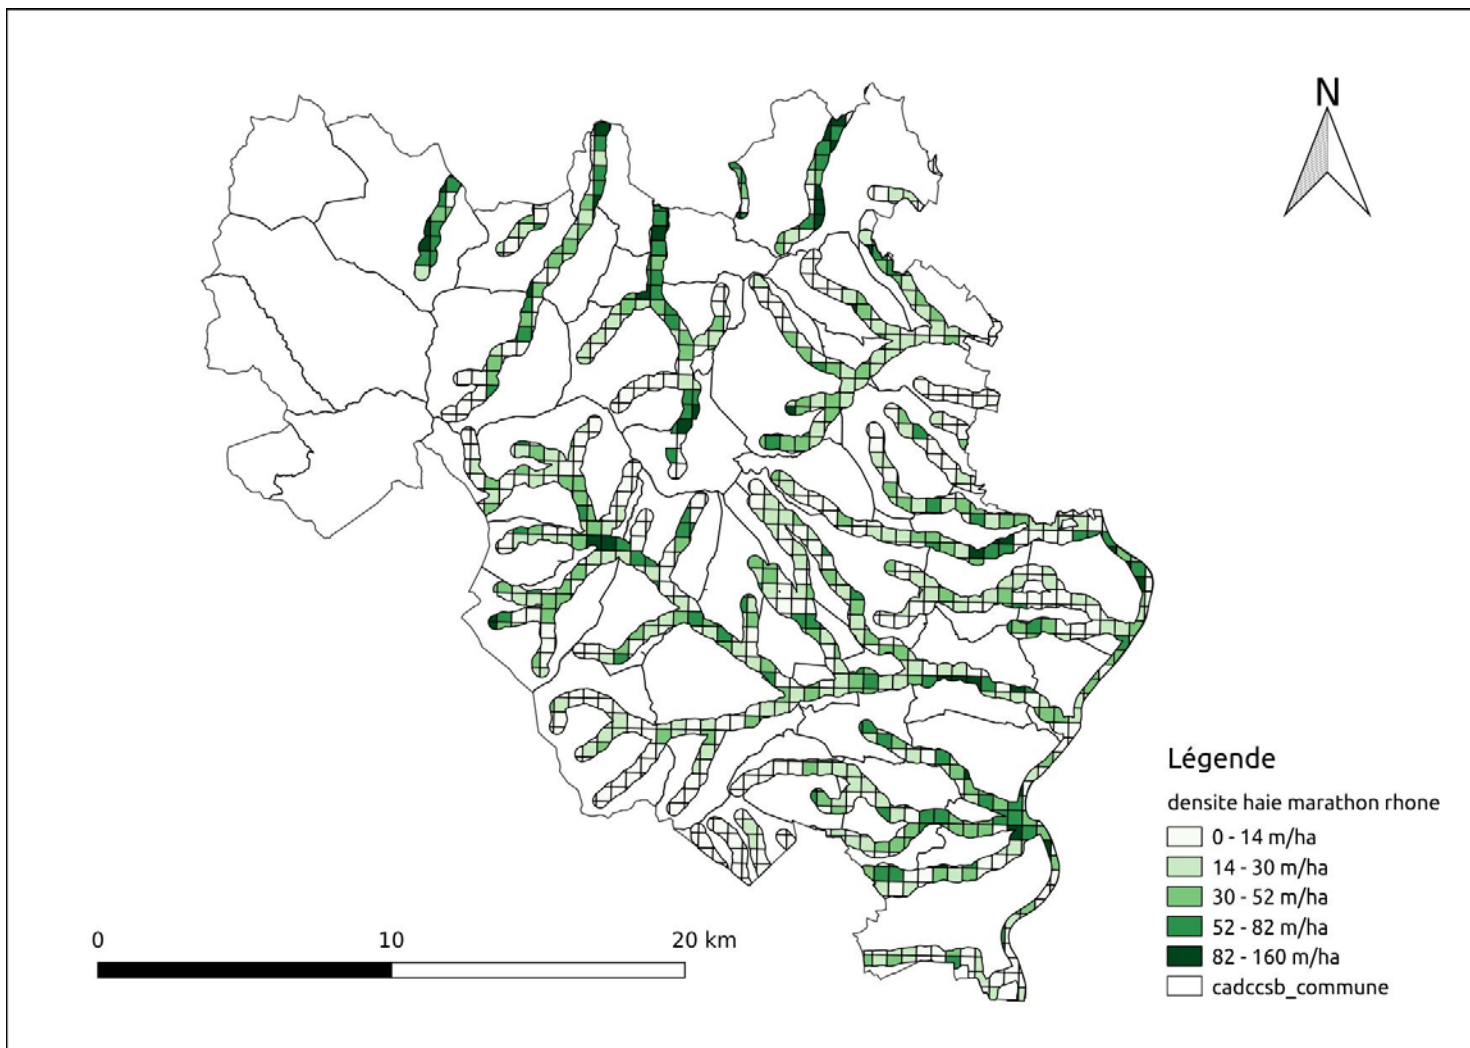 N
Légende
densite haie marathon rhone
0 - 14 m/ha
14 - 30 m/ha
30 - 52 m/ha
52 - 82 m/ha
82 - 160 m/ha
cadccsb_commune
0 10 20 km